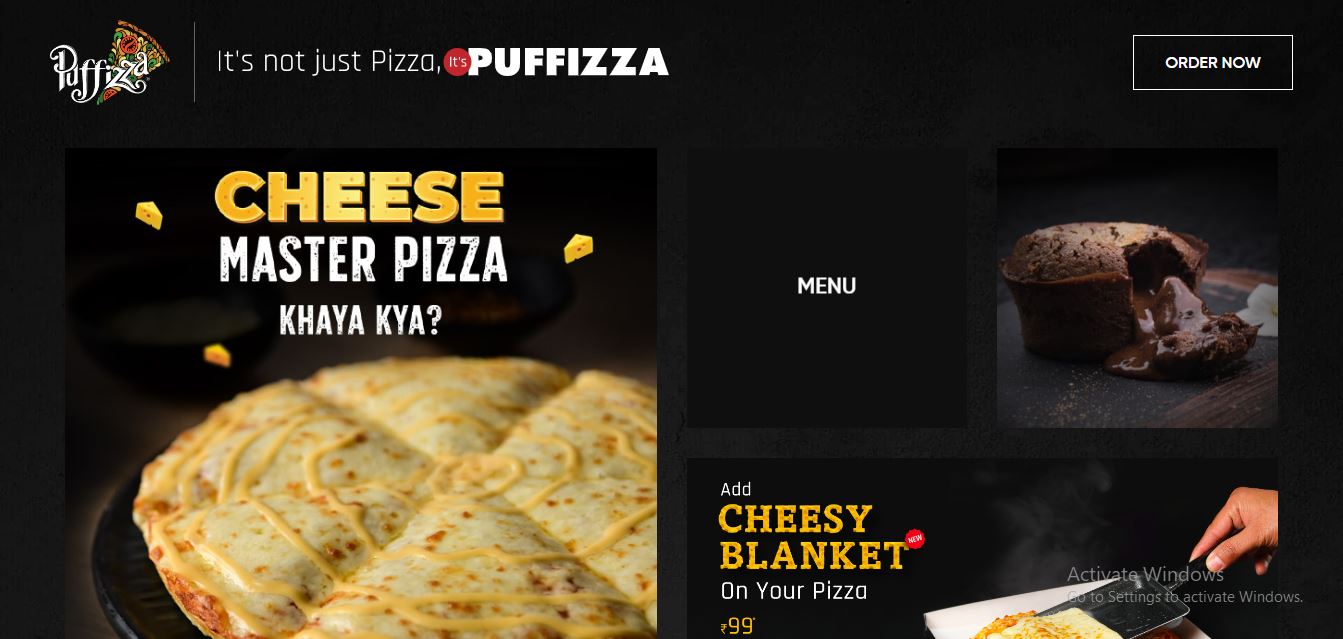 Puffizza
It's not just Pizza, It's PUFFIZZA
ORDER NOW
CHEESE
MASTER PIZZA
KHAYA KYA?
MENU
Add
CHEESY
BLANKET
NEW
On Your Pizza
₹99*
Activate Windows
Go to Settings to activate Windows.